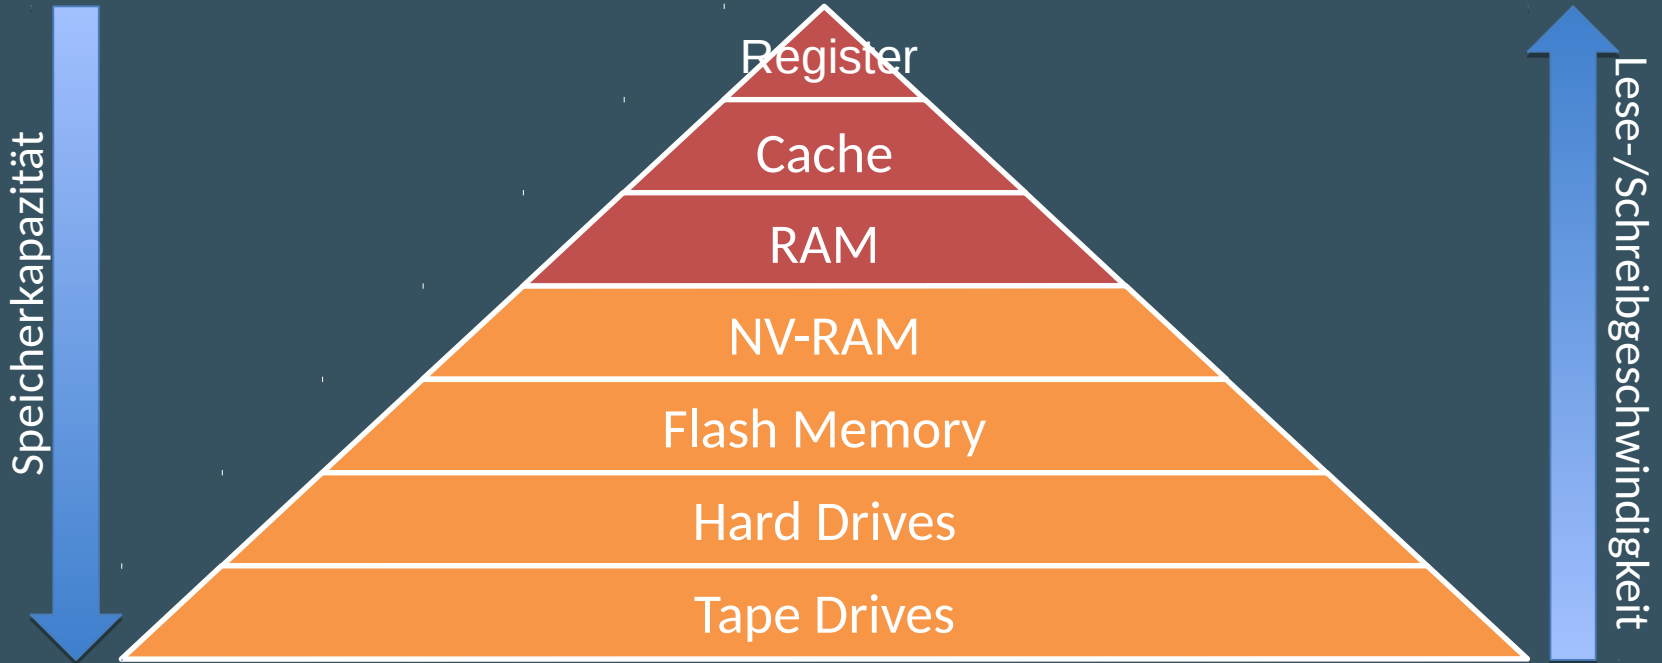 Speicherkapazität
Register
Cache
RAM
NV-RAM
Flash Memory
Hard Drives
Tape Drives
Lese-/Schreibgeschwindigkeit